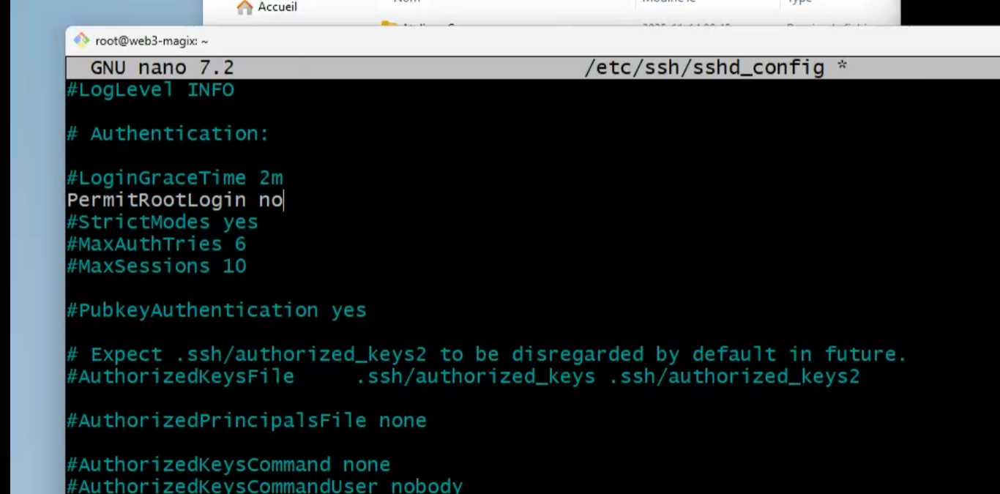 Accueil
root@web3-magix: ~
GNU nano 7.2 /etc/ssh/sshd_config *
#LogLevel INFO
# Authentication:
#LoginGraceTime 2m
PermitRootLogin no
#StrictModes yes
#MaxAuthTries 6
#MaxSessions 10
#PubkeyAuthentication yes
# Expect .ssh/authorized_keys2 to be disregarded by default in future.
#AuthorizedKeysFile .ssh/authorized_keys .ssh/authorized_keys2
#AuthorizedPrincipalsFile none
#AuthorizedKeysCommand none
#AuthorizedKeysCommandUser nobody